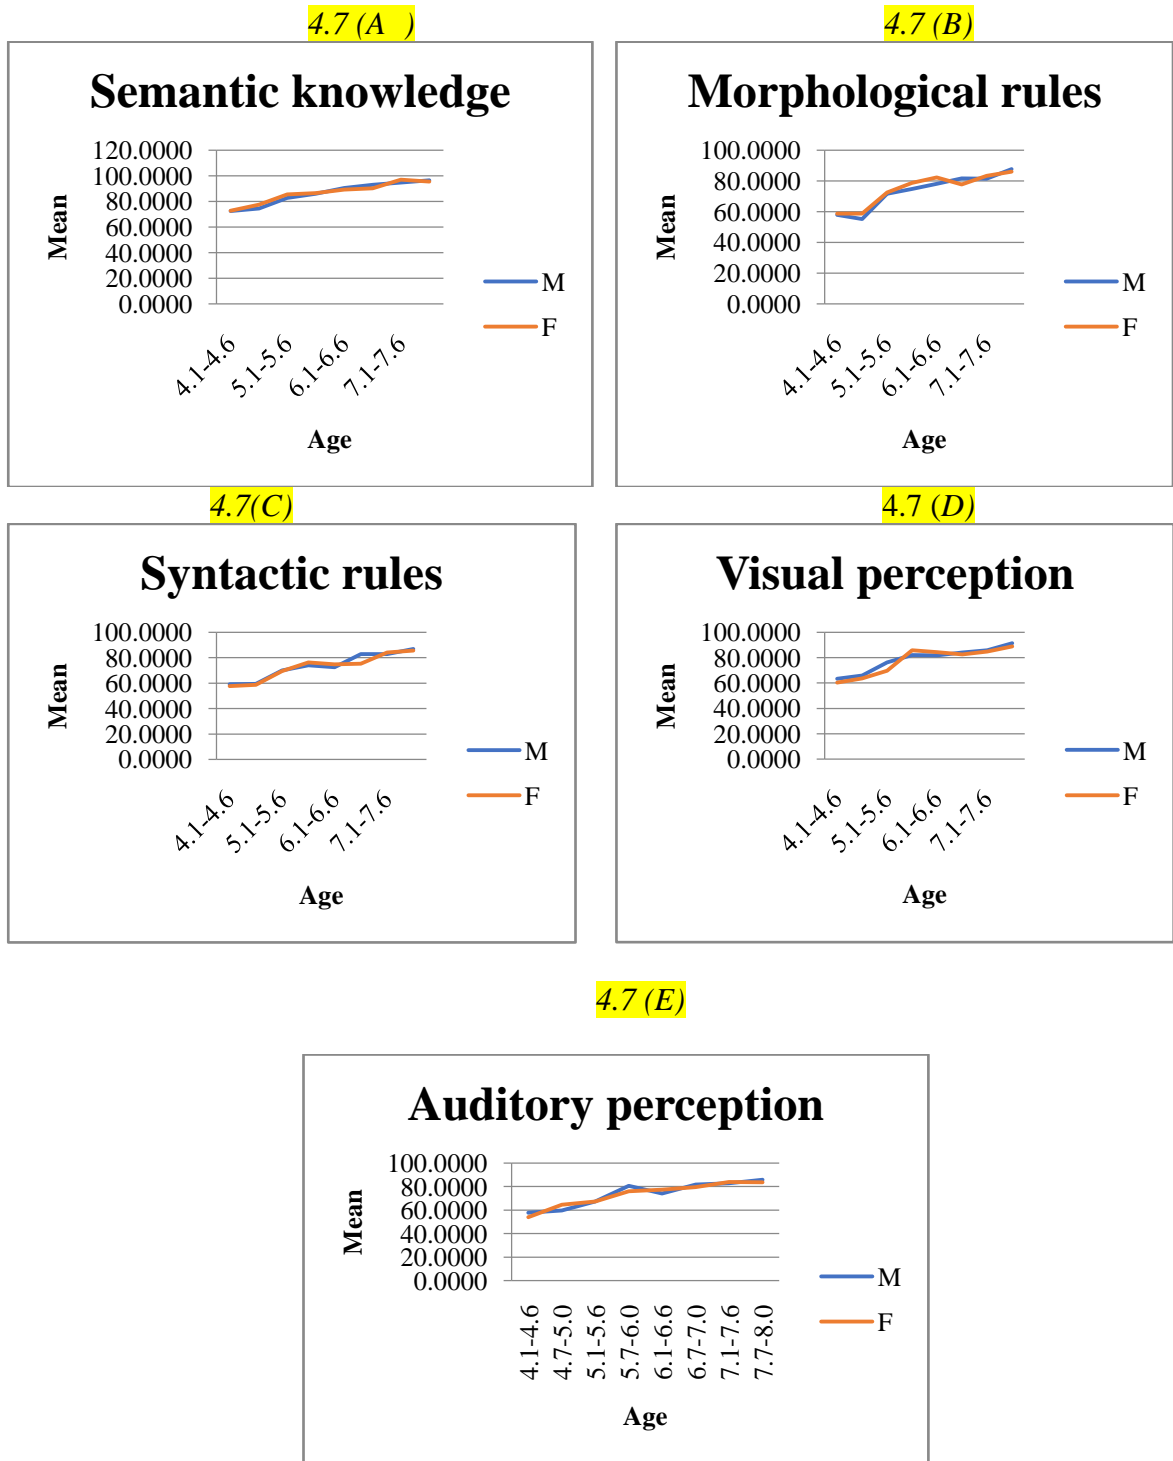 4.7 (A )
Semantic knowledge
120.0000
100.0000
80.0000
60.0000
40.0000
20.0000
0.0000
Mean
4.1-4.6
5.1-5.6
6.1-6.6
7.1-7.6
Age
M
F
4.7 (B)
Morphological rules
100.0000
80.0000
60.0000
40.0000
20.0000
0.0000
Mean
4.1-4.6
5.1-5.6
6.1-6.6
7.1-7.6
Age
M
F
4.7(C)
Syntactic rules
100.0000
80.0000
60.0000
40.0000
20.0000
0.0000
Mean
4.1-4.6
5.1-5.6
6.1-6.6
7.1-7.6
Age
M
F
4.7 (D)
Visual perception
100.0000
80.0000
60.0000
40.0000
20.0000
0.0000
Mean
4.1-4.6
5.1-5.6
6.1-6.6
7.1-7.6
Age
M
F
4.7 (E)
Auditory perception
100.0000
80.0000
60.0000
40.0000
20.0000
0.0000
Mean
4.1-4.6
4.7-5.0
5.1-5.6
5.7-6.0
6.1-6.6
6.7-7.0
7.1-7.6
7.7-8.0
Age
M
F